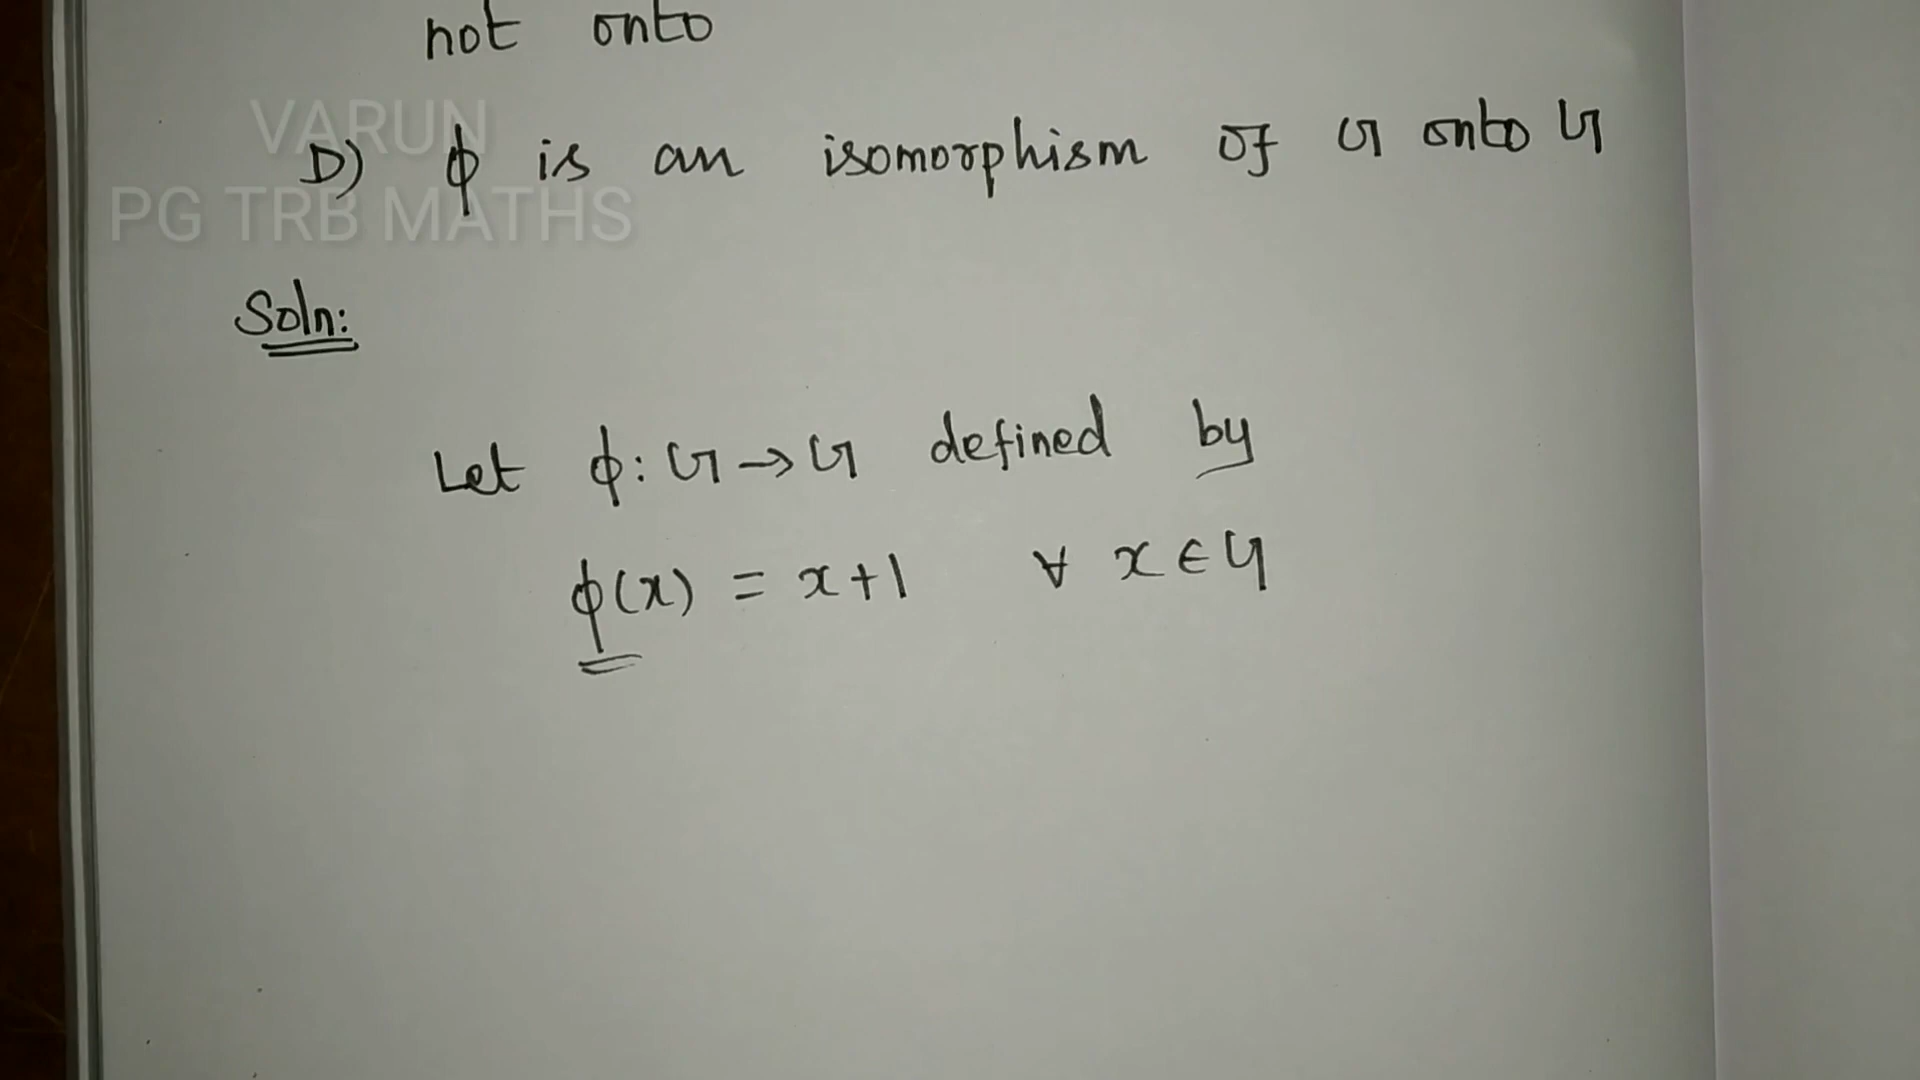 not onto
VARUN
D) ϕ is an isomorphism of G onto G
PG TRB MATHS
Soln:
Let ϕ: G → G defined by
ϕ(x) = x+1 ∀ x ∈ G